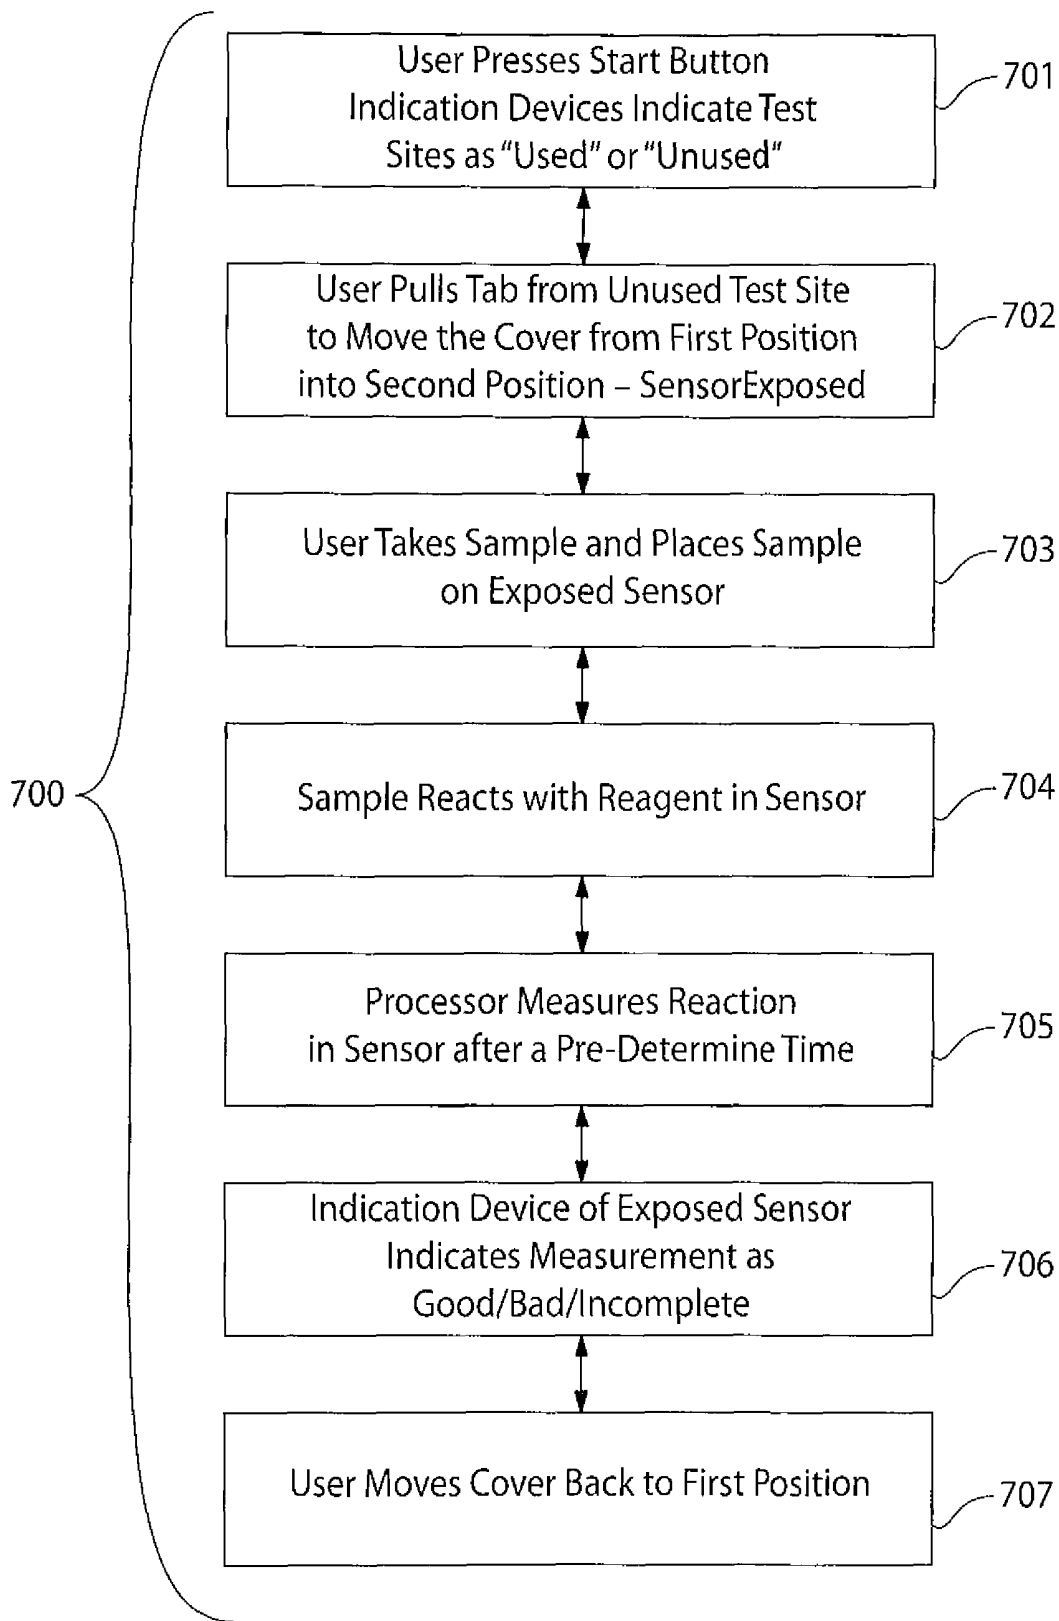 User Presses Start Button
Indication Devices Indicate Test
Sites as “Used“ or “Unused“
701
User Pulls Tab from Unused Test Site
to Move the Cover from First Position
into Second Position – SensorExposed
702
User Takes Sample and Places Sample
on Exposed Sensor
703
700
Sample Reacts with Reagent in Sensor
704
Processor Measures Reaction
in Sensor after a Pre-Determine Time
705
Indication Device of Exposed Sensor
Indicates Measurement as
Good/Bad/Incomplete
706
User Moves Cover Back to First Position
707